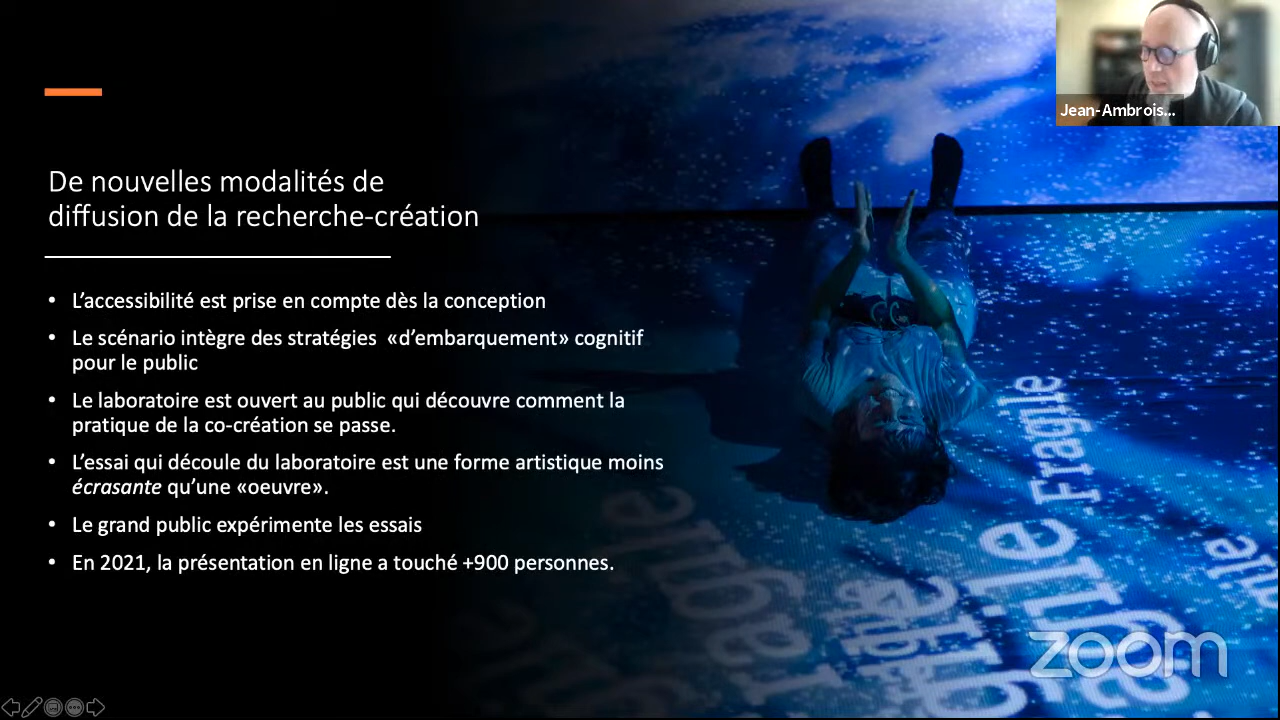 Jean-Ambrois...
De nouvelles modalités de
diffusion de la recherche-création
• L'accessibilité est prise en compte dès la conception
• Le scénario intègre des stratégies «d'embarquement» cognitif
pour le public
• Le laboratoire est ouvert au public qui découvre comment la
pratique de la co-création se passe.
• L'essai qui découle du laboratoire est une forme artistique moins
écrasante qu'une «oeuvre».
• Le grand public expérimente les essais
• En 2021, la présentation en ligne a touché +900 personnes.
Fragile
zoom